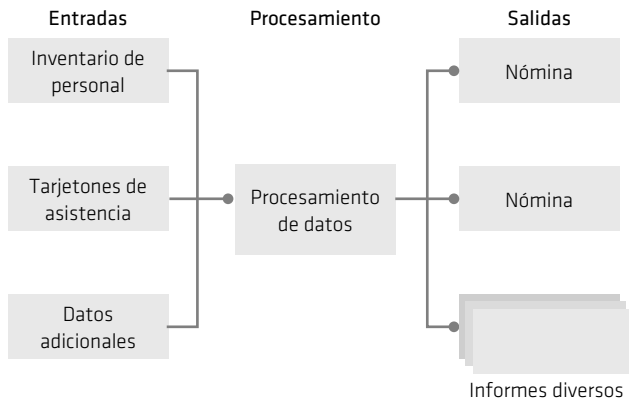 Entradas
Procesamiento
Salidas
Inventario de
personal
Nómina
Tarjetones de
asistencia
Procesamiento
de datos
Nómina
Datos
adicionales
Informes diversos